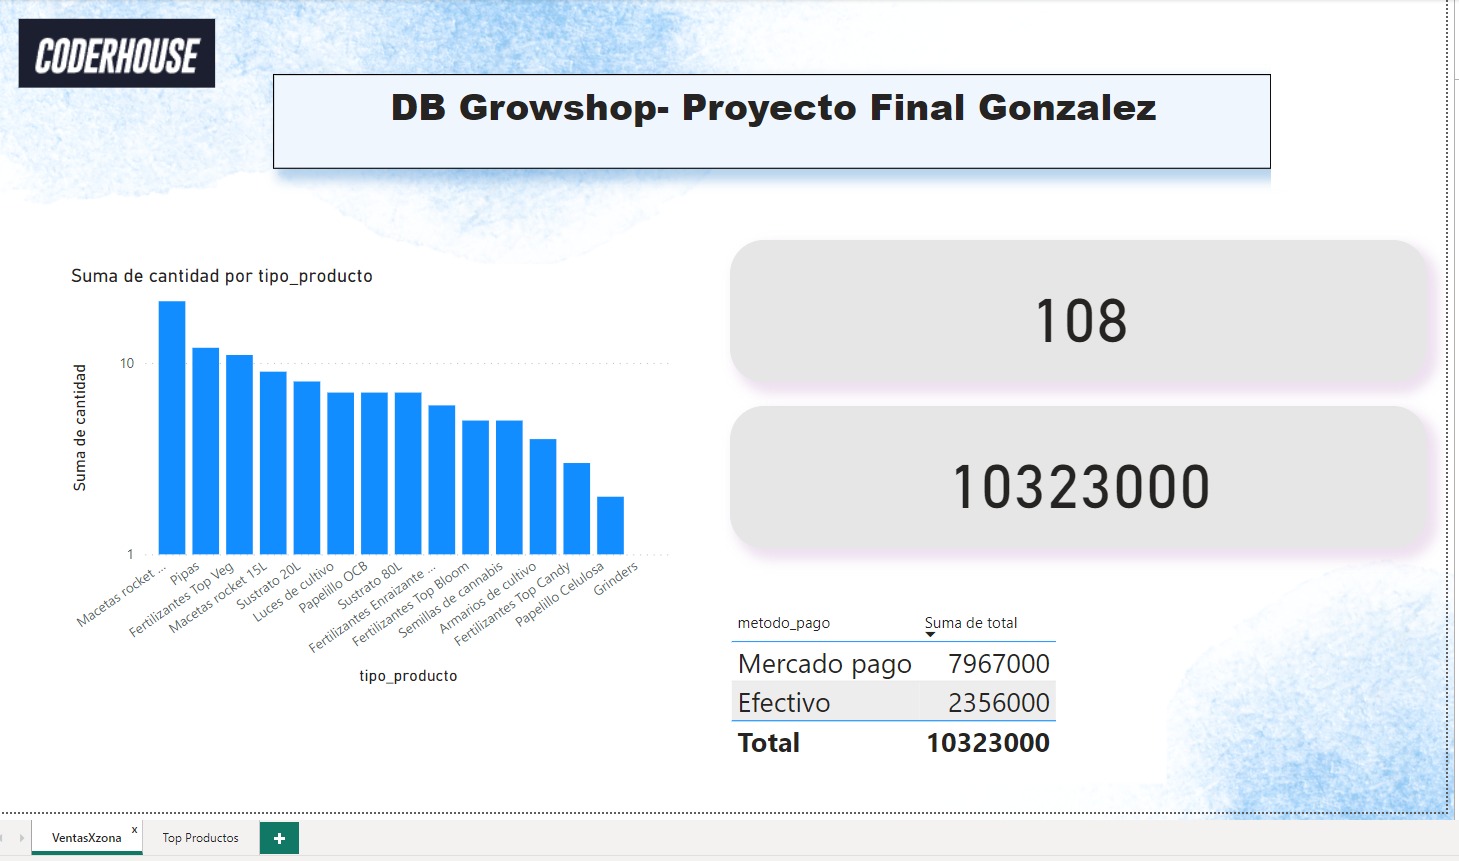 CODERHOUSE
DB Growshop- Proyecto Final Gonzalez
Suma de cantidad por tipo_producto
Suma de cantidad
10
1
Macetas rocket ...
Pipas
Fertilizantes Top Veg
Macetas rocket 15L
Sustrato 20L
Luces de cultivo
Papelillo OCB
Sustrato 80L
Fertilizantes Enraizante ...
Fertilizantes Top Bloom
Semillas de cannabis
Armarios de cultivo
Fertilizantes Top Candy
Papelillo Celulosa
Grinders
tipo_producto
108
10323000
metodo_pago Suma de total
Mercado pago 7967000
Efectivo 2356000
Total 10323000
VentasXzona x Top Productos +